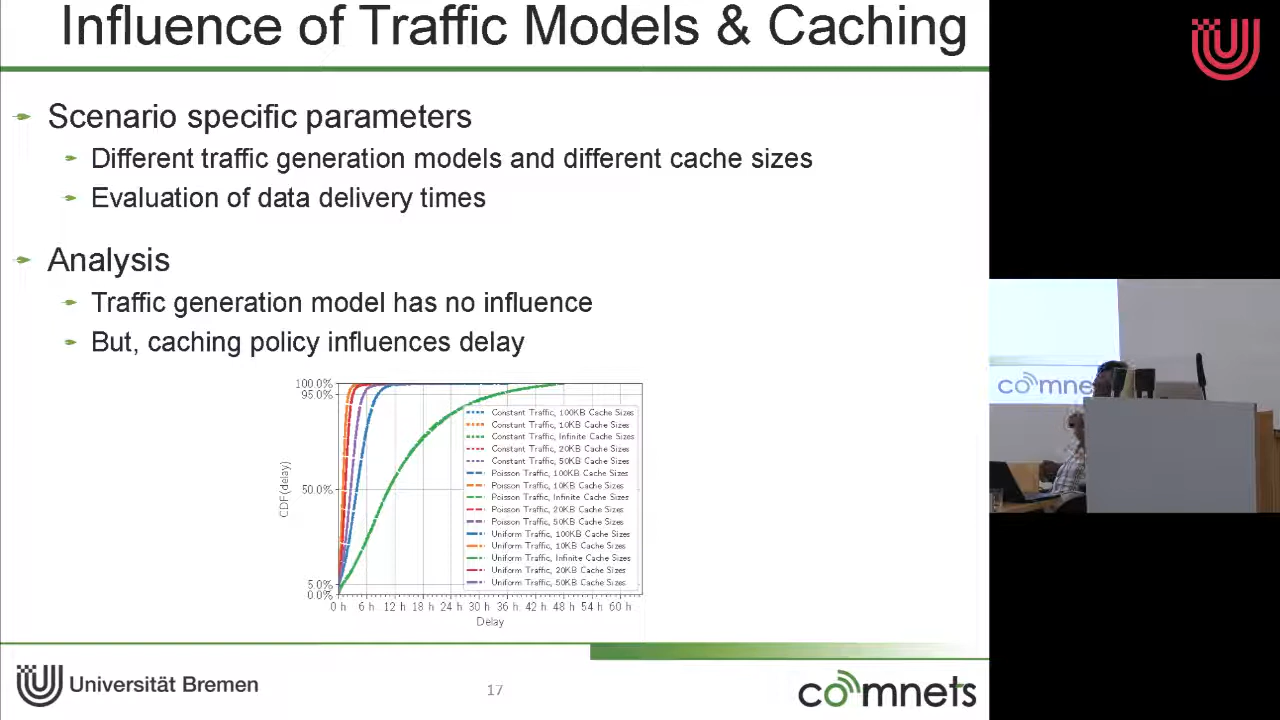 Influence of Traffic Models & Caching
Scenario specific parameters
Different traffic generation models and different cache sizes
Evaluation of data delivery times
Analysis
Traffic generation model has no influence
But, caching policy influences delay
100.0%
95.0%
50.0%
5.0%
0.0%
CDF(delay)
Constant Traffic, 100KB Cache Sizes
Constant Traffic, 10KB Cache Sizes
Constant Traffic, Infinite Cache Sizes
Constant Traffic, 20KB Cache Sizes
Constant Traffic, 50KB Cache Sizes
Poisson Traffic, 100KB Cache Sizes
Poisson Traffic, 10KB Cache Sizes
Poisson Traffic, Infinite Cache Sizes
Poisson Traffic, 20KB Cache Sizes
Poisson Traffic, 50KB Cache Sizes
Uniform Traffic, 100KB Cache Sizes
Uniform Traffic, 10KB Cache Sizes
Uniform Traffic, Infinite Cache Sizes
Uniform Traffic, 20KB Cache Sizes
Uniform Traffic, 50KB Cache Sizes
0 h 6 h 12 h 18 h 24 h 30 h 36 h 42 h 48 h 54 h 60 h
Delay
Universität Bremen
17
comnets
comne